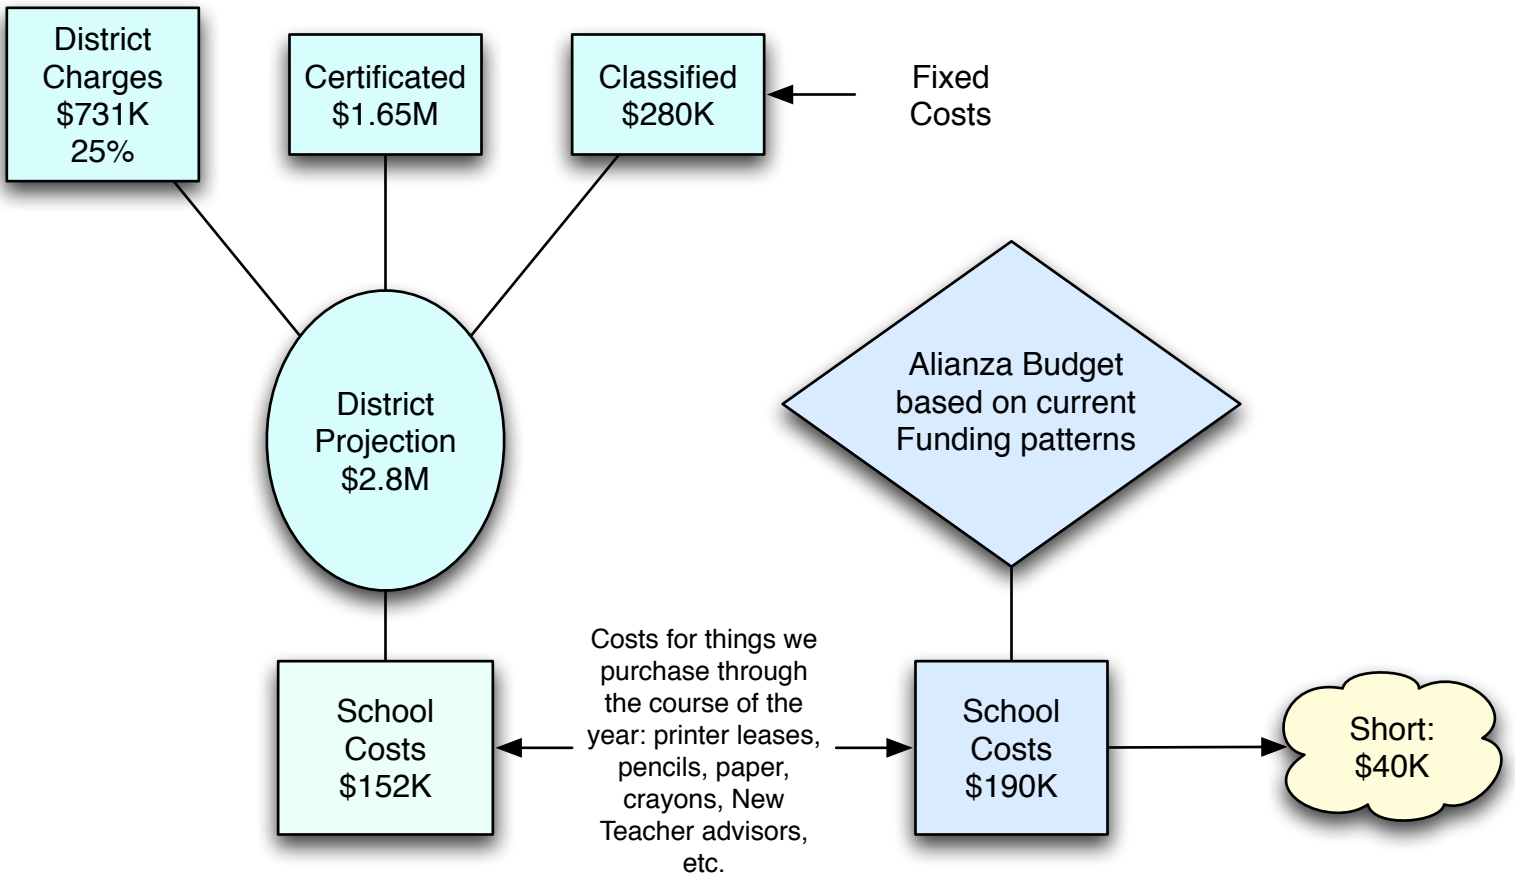 District
Charges
$731K
25%
Certificated
$1.65M
Classified
$280K
Fixed
Costs
District
Projection
$2.8M
Alianza Budget
based on current
Funding patterns
School
Costs
$152K
Costs for things we
purchase through
the course of the
year: printer leases,
pencils, paper,
crayons, New
Teacher advisors,
etc.
School
Costs
$190K
Short:
$40K